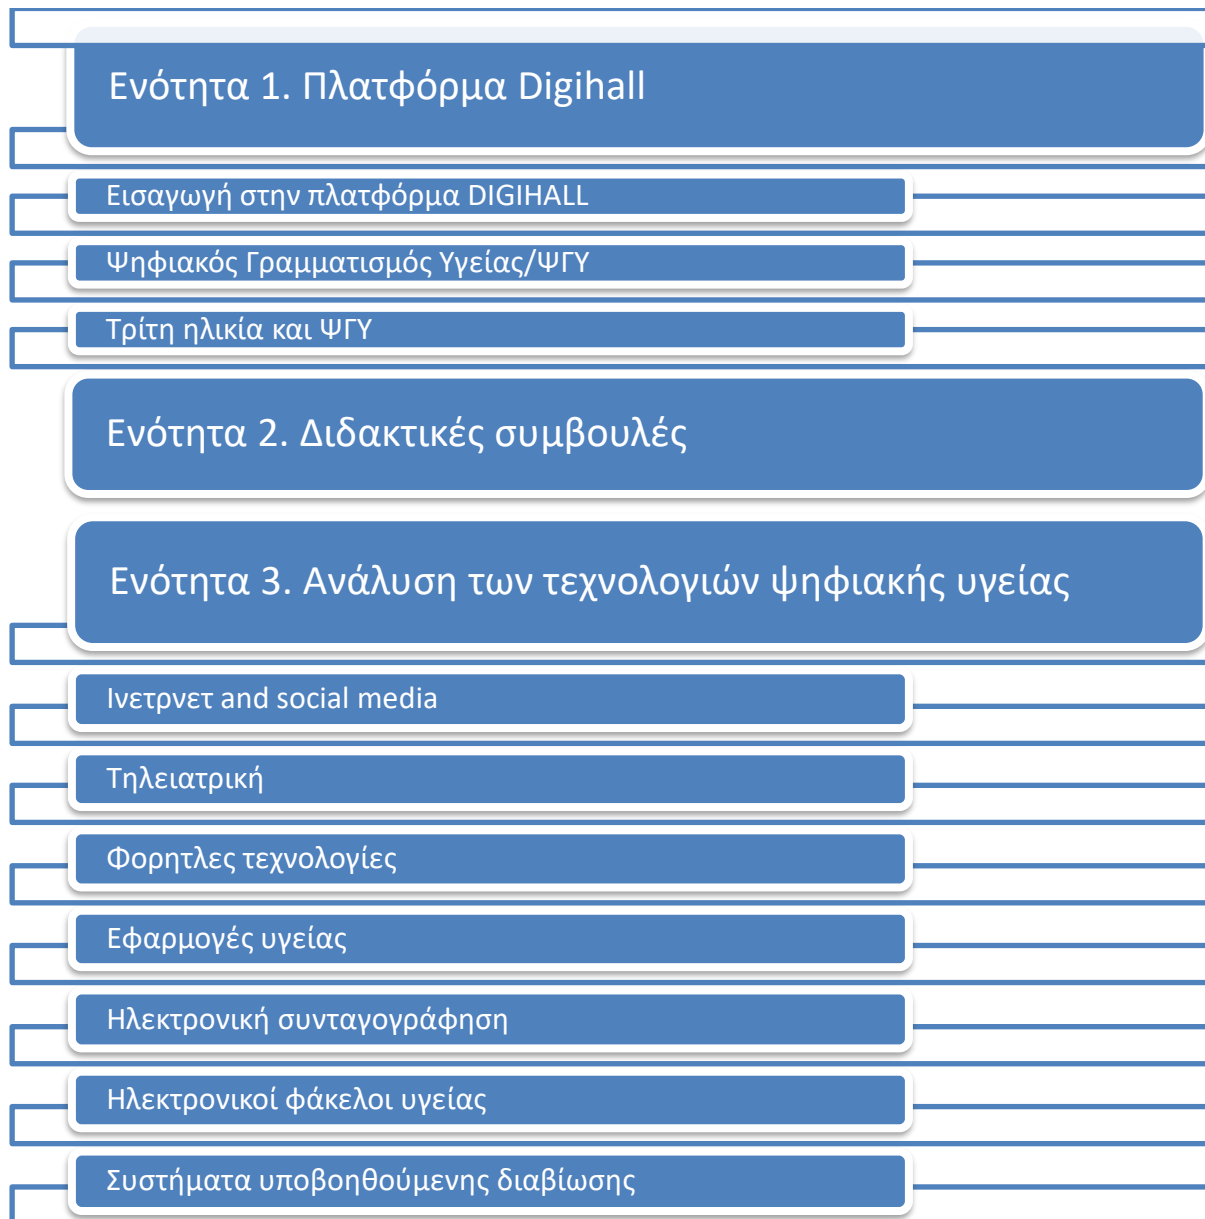 Ενότητα 1. Πλατφόρμα Digihall
Εισαγωγή στην πλατφόρμα DIGIHALL
Ψηφιακός Γραμματισμός Υγείας/ΨΓΥ
Τρίτη ηλικία και ΨΓΥ
Ενότητα 2. Διδακτικές συμβουλές
Ενότητα 3. Ανάλυση των τεχνολογιών ψηφιακής υγείας
Ινετρνετ and social media
Τηλειατρική
Φορητλες τεχνολογίες
Εφαρμογές υγείας
Ηλεκτρονική συνταγογράφηση
Ηλεκτρονικοί φάκελοι υγείας
Συστήματα υποβοηθούμενης διαβίωσης